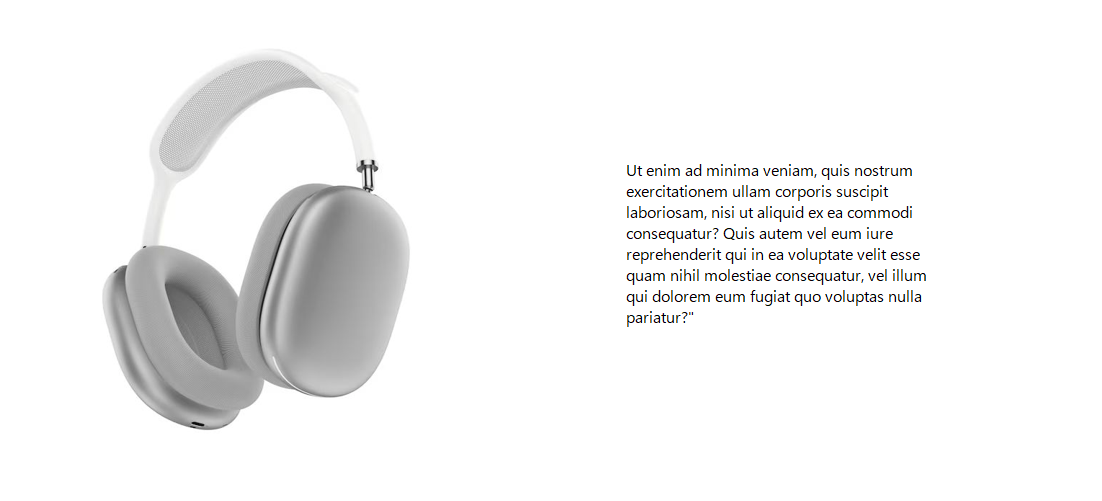 Ut enim ad minima veniam, quis nostrum
exercitationem ullam corporis suscipit
laboriosam, nisi ut aliquid ex ea commodi
consequatur? Quis autem vel eum iure
reprehenderit qui in ea voluptate velit esse
quam nihil molestiae consequatur, vel illum
qui dolorem eum fugiat quo voluptas nulla
pariatur?"